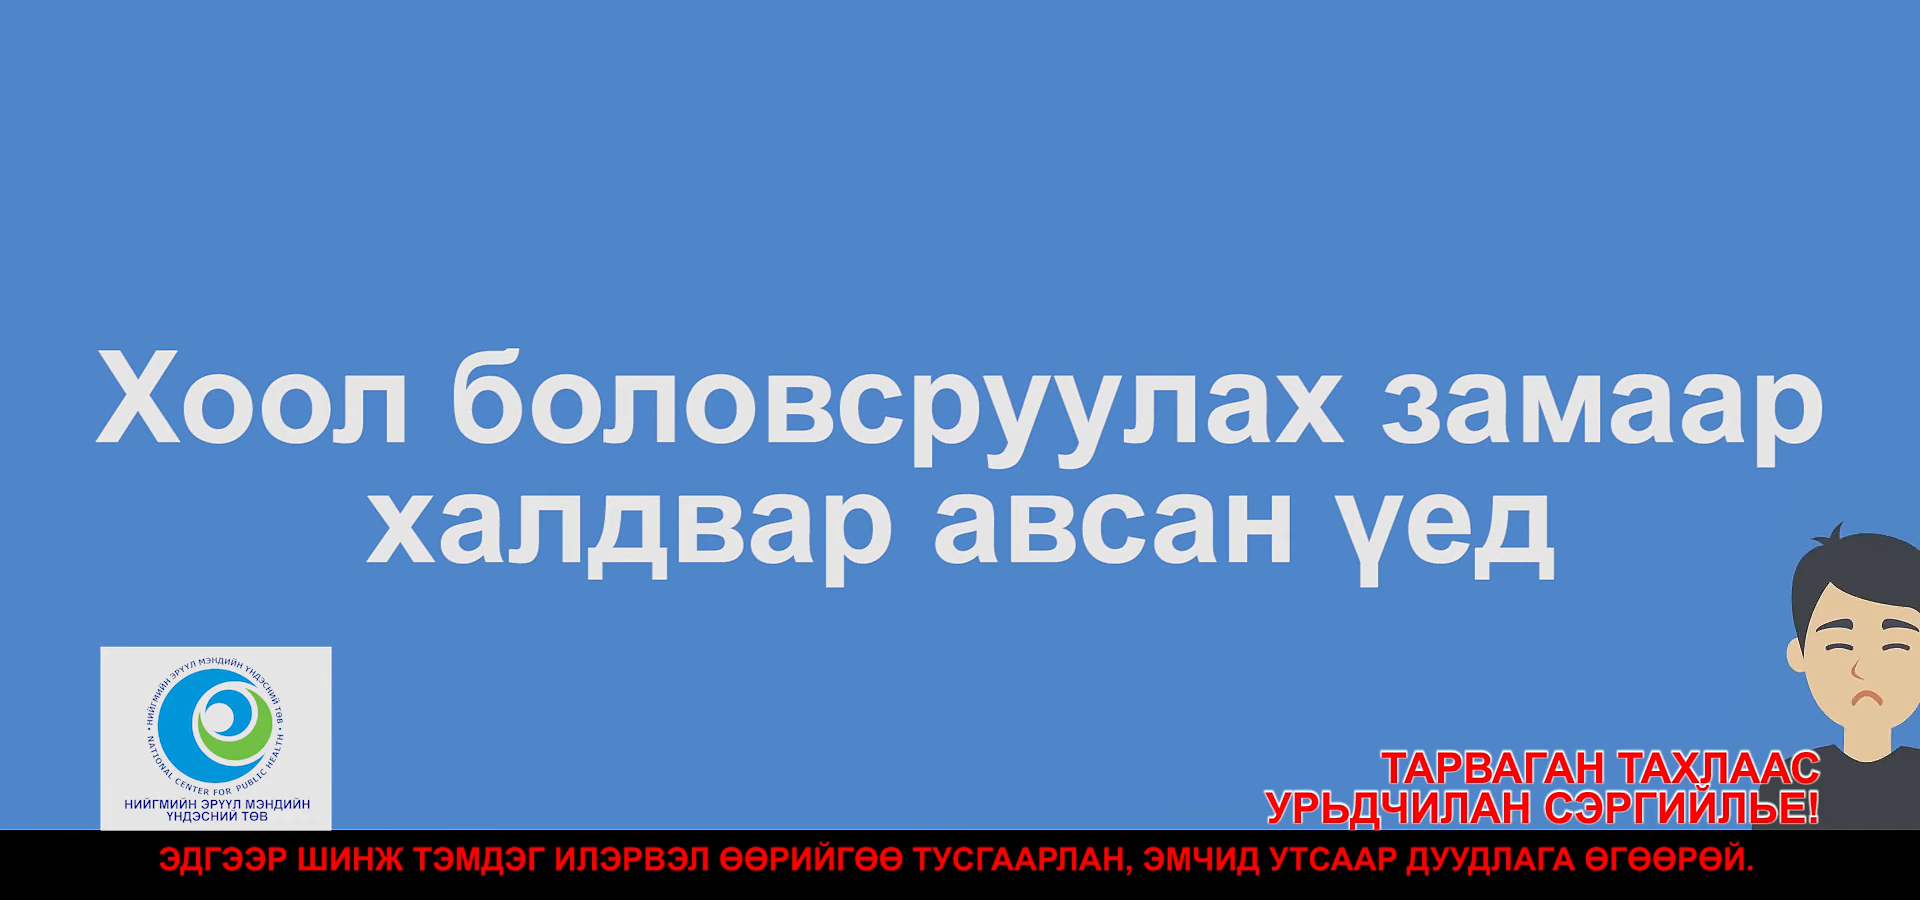 Хоол боловсруулах замаар
халдвар авсан үед
• НИЙГМИЙН ЭРҮҮЛ МЭНДИЙН ҮНДЭСНИЙ ТӨВ •
NATIONAL CENTER FOR PUBLIC HEALTH
НИЙГМИЙН ЭРҮҮЛ МЭНДИЙН
ҮНДЭСНИЙ ТӨВ
ТАРВАГАН ТАХЛААС
УРЬДЧИЛАН СЭРГИЙЛЬЕ!
ЭДГЭЭР ШИНЖ ТЭМДЭГ ИЛЭРВЭЛ ӨӨРИЙГӨӨ ТУСГААРЛАН, ЭМЧИД УТСААР ДУУДЛАГА ӨГӨӨРӨЙ.